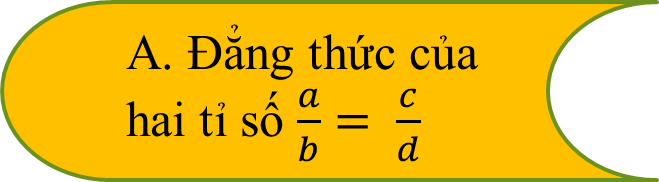 A. Đẳng thức của
hai tỉ số a/b = c/d